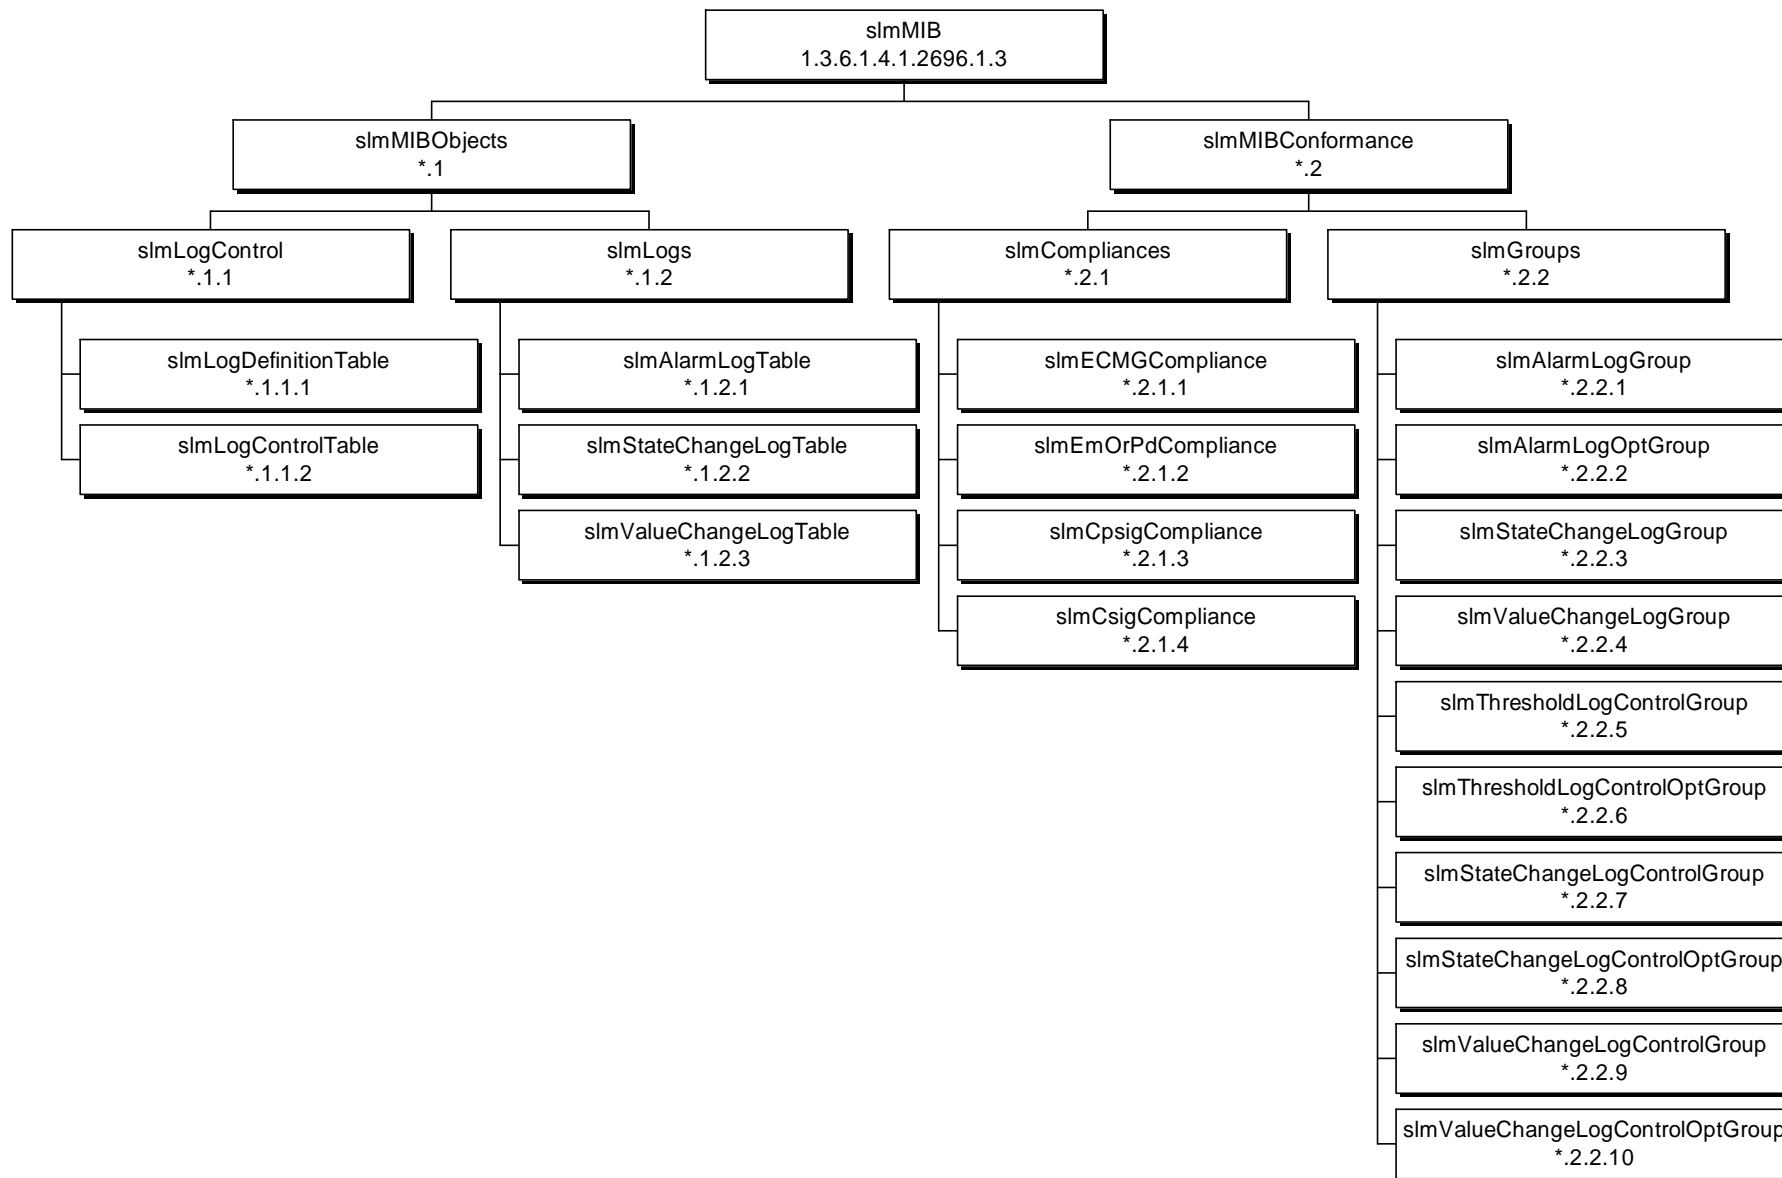 slmMIB
1.3.6.1.4.1.2696.1.3
slmMIBObjects
*.1
slmMIBConformance
*.2
slmLogControl
*.1.1
slmLogs
*.1.2
slmCompliances
*.2.1
slmGroups
*.2.2
slmLogDefinitionTable
*.1.1.1
slmLogControlTable
*.1.1.2
slmAlarmLogTable
*.1.2.1
slmStateChangeLogTable
*.1.2.2
slmValueChangeLogTable
*.1.2.3
slmECMGCompliance
*.2.1.1
slmEmOrPdCompliance
*.2.1.2
slmCpsigCompliance
*.2.1.3
slmCsigCompliance
*.2.1.4
slmAlarmLogGroup
*.2.2.1
slmAlarmLogOptGroup
*.2.2.2
slmStateChangeLogGroup
*.2.2.3
slmValueChangeLogGroup
*.2.2.4
slmThresholdLogControlGroup
*.2.2.5
slmThresholdLogControlOptGroup
*.2.2.6
slmStateChangeLogControlGroup
*.2.2.7
slmStateChangeLogControlOptGroup
*.2.2.8
slmValueChangeLogControlGroup
*.2.2.9
slmValueChangeLogControlOptGroup
*.2.2.10